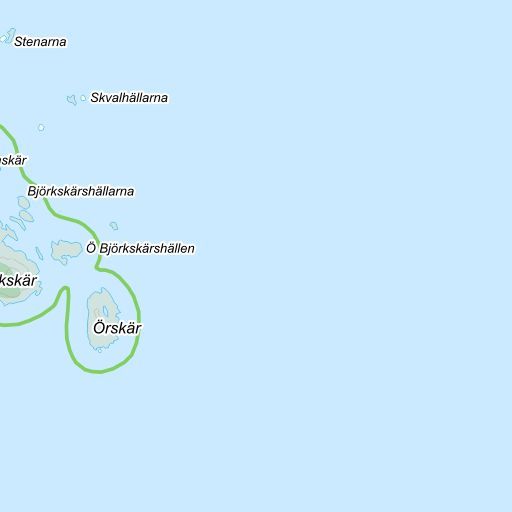 Stenarna
Skvalhällarna
Björkskärshällarna
Ö Björkskärshällen
Örskär